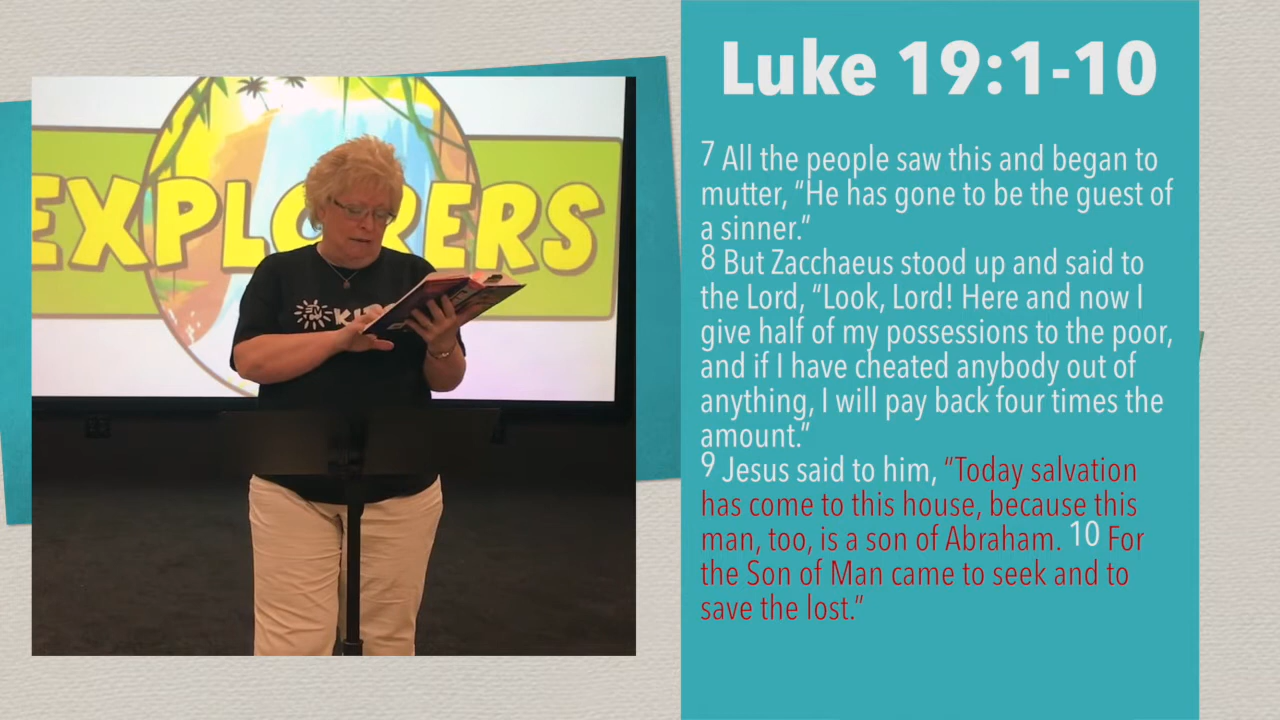 EXPLORERS
Luke 19:1-10
7 All the people saw this and began to
mutter, “He has gone to be the guest of
a sinner.”
8 But Zacchaeus stood up and said to
the Lord, “Look, Lord! Here and now I
give half of my possessions to the poor,
and if I have cheated anybody out of
anything, I will pay back four times the
amount.”
9 Jesus said to him, “Today salvation
has come to this house, because this
man, too, is a son of Abraham. 10 For
the Son of Man came to seek and to
save the lost.”